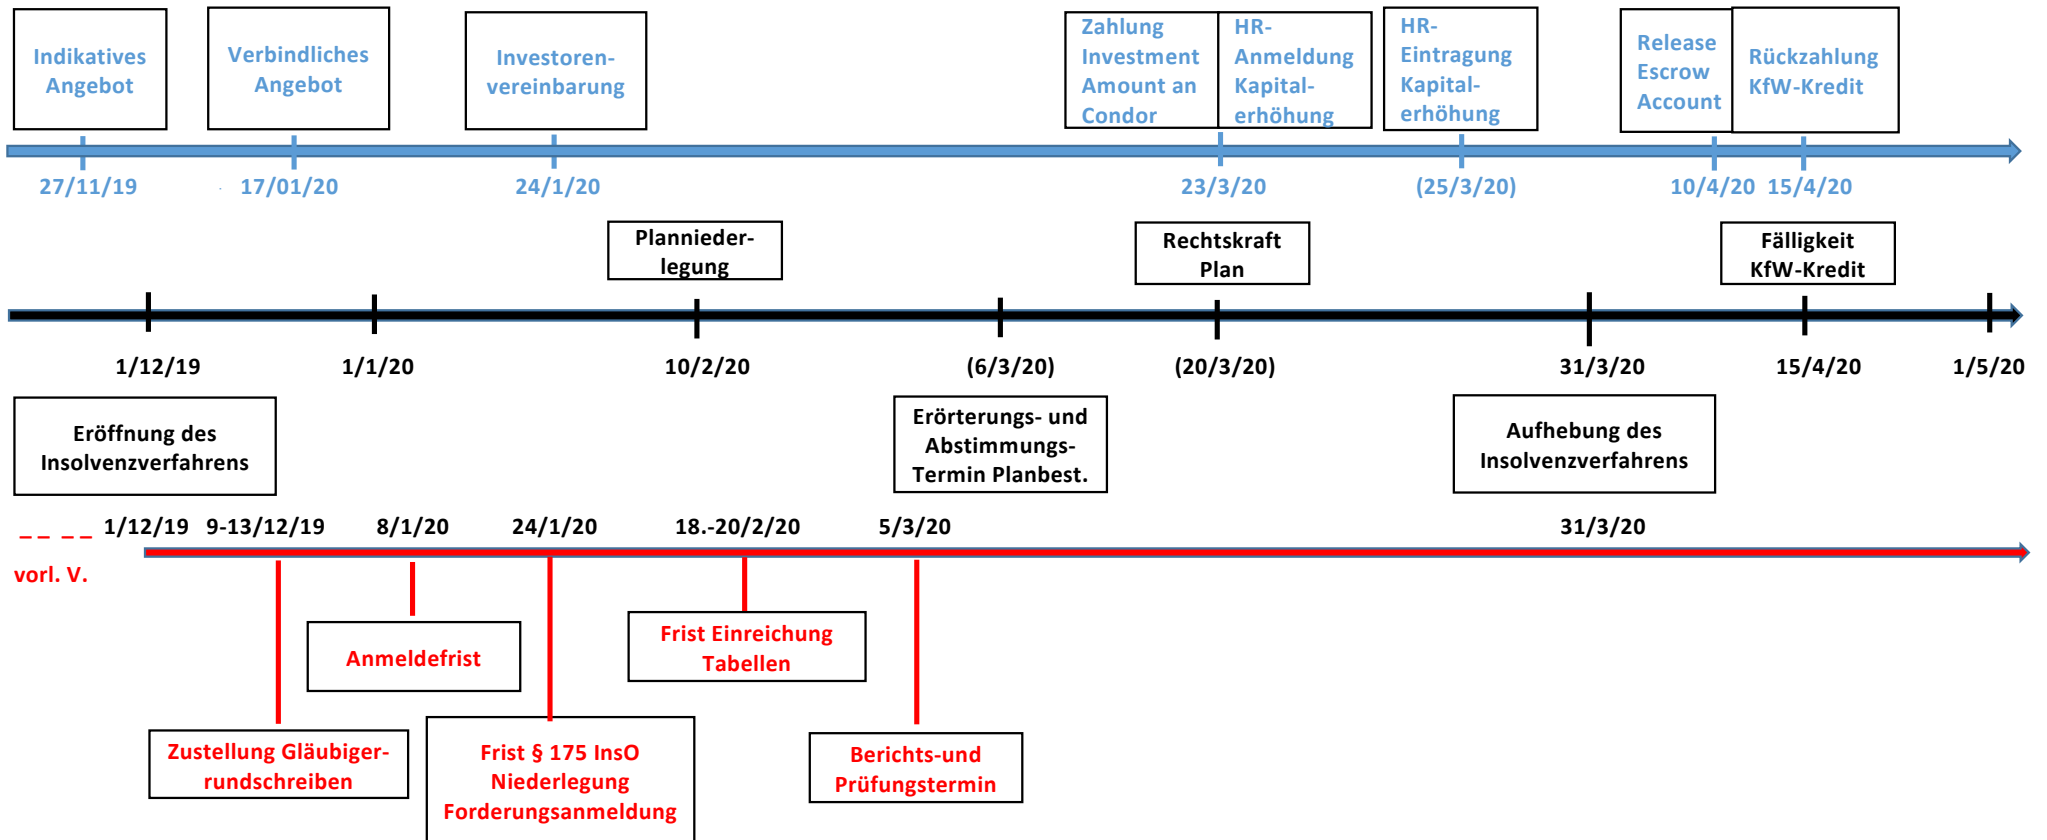 Indikatives
Angebot
Verbindliches
Angebot
Investoren-
vereinbarung
Zahlung
Investment
Amount an
Condor
HR-
Anmeldung
Kapital-
erhöhung
HR-
Eintragung
Kapital-
erhöhung
Release
Escrow
Account
Rückzahlung
KfW-Kredit
27/11/19
17/01/20
24/1/20
23/3/20
(25/3/20)
10/4/20
15/4/20
Plannieder-
legung
Rechtskraft
Plan
Fälligkeit
KfW-Kredit
1/12/19
1/1/20
10/2/20
(6/3/20)
(20/3/20)
31/3/20
15/4/20
1/5/20
Eröffnung des
Insolvenzverfahrens
Erörterungs- und
Abstimmungs-
Termin Planbest.
Aufhebung des
Insolvenzverfahrens
1/12/19
9-13/12/19
8/1/20
24/1/20
18.-20/2/20
5/3/20
31/3/20
vorl. V.
Anmeldefrist
Frist Einreichung
Tabellen
Zustellung Gläubiger-
rundschreiben
Frist § 175 InsO
Niederlegung
Forderungsanmeldung
Berichts-und
Prüfungstermin